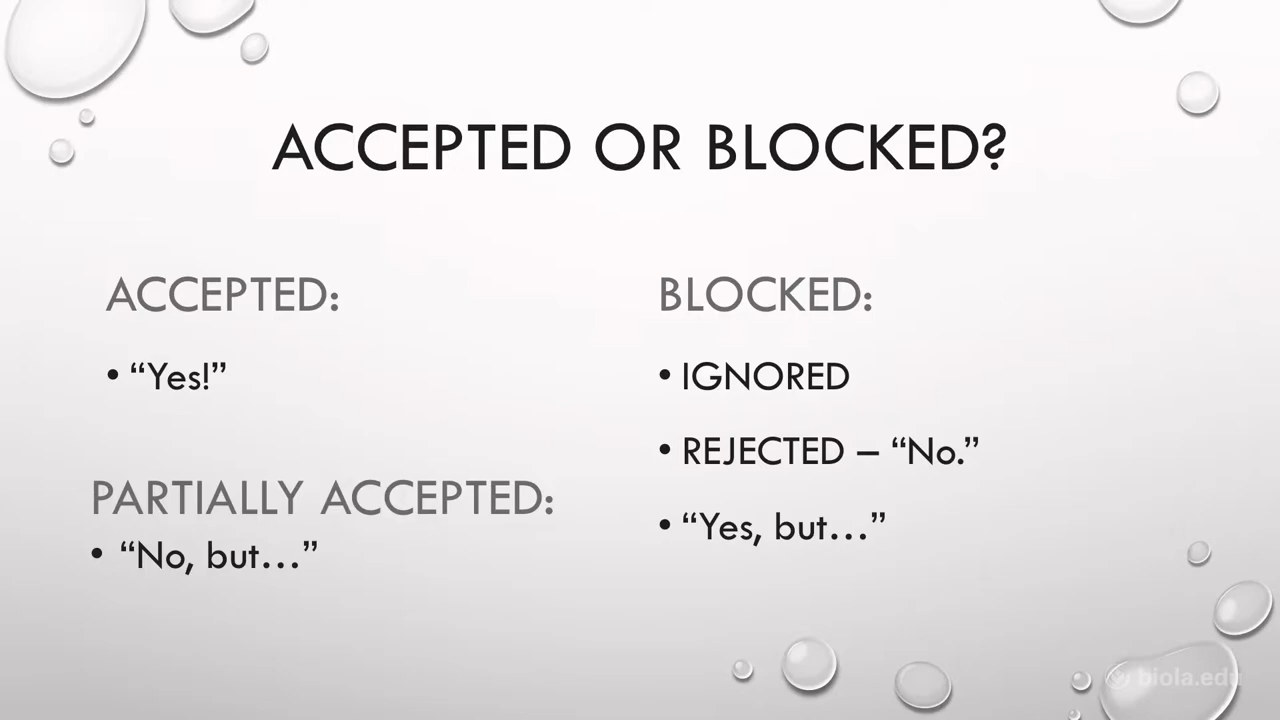 ACCEPTED OR BLOCKED?
ACCEPTED:
• “Yes!”
PARTIALLY ACCEPTED:
• “No, but…”
BLOCKED:
• IGNORED
• REJECTED – “No.”
• “Yes, but…”
biola.edu